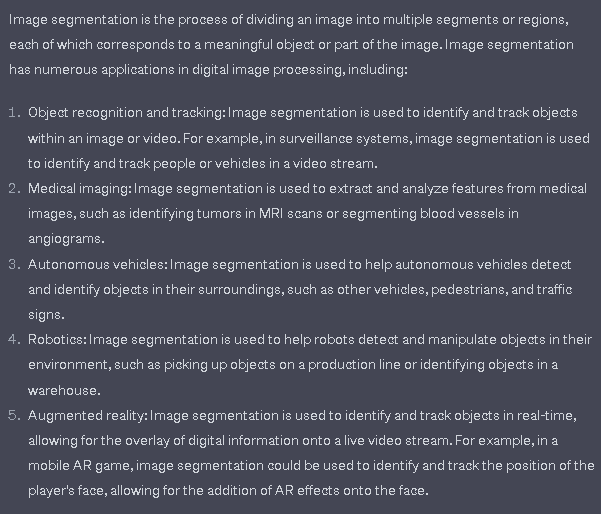 Image segmentation is the process of dividing an image into multiple segments or regions,
each of which corresponds to a meaningful object or part of the image. Image segmentation
has numerous applications in digital image processing, including:
1. Object recognition and tracking: Image segmentation is used to identify and track objects
within an image or video. For example, in surveillance systems, image segmentation is used
to identify and track people or vehicles in a video stream.
2. Medical imaging: Image segmentation is used to extract and analyze features from medical
images, such as identifying tumors in MRI scans or segmenting blood vessels in
angiograms.
3. Autonomous vehicles: Image segmentation is used to help autonomous vehicles detect
and identify objects in their surroundings, such as other vehicles, pedestrians, and traffic
signs.
4. Robotics: Image segmentation is used to help robots detect and manipulate objects in their
environment, such as picking up objects on a production line or identifying objects in a
warehouse.
5. Augmented reality: Image segmentation is used to identify and track objects in real-time,
allowing for the overlay of digital information onto a live video stream. For example, in a
mobile AR game, image segmentation could be used to identify and track the position of the
player's face, allowing for the addition of AR effects onto the face.